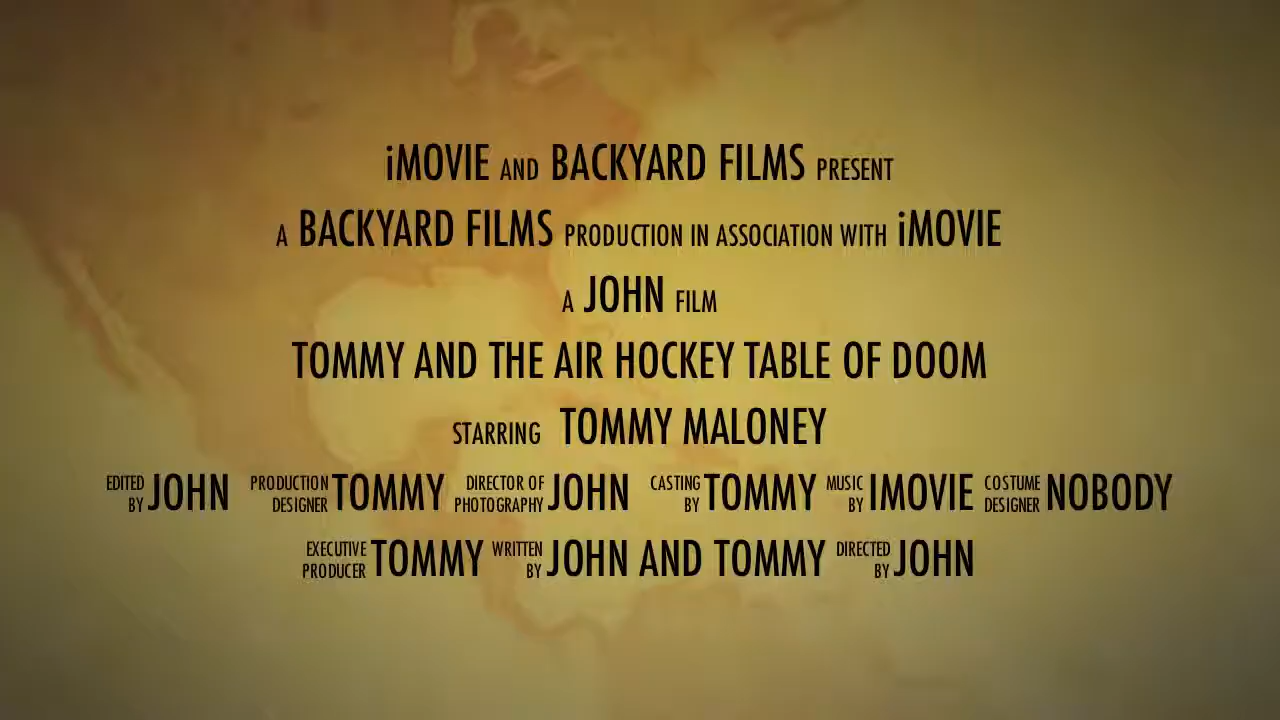 iMOVIE AND BACKYARD FILMS PRESENT
A BACKYARD FILMS PRODUCTION IN ASSOCIATION WITH iMOVIE
A JOHN FILM
TOMMY AND THE AIR HOCKEY TABLE OF DOOM
STARRING TOMMY MALONEY
EDITED BY JOHN PRODUCTION DESIGNER TOMMY DIRECTOR OF PHOTOGRAPHY JOHN CASTING BY TOMMY MUSIC BY IMOVIE COSTUME DESIGNER NOBODY
EXECUTIVE PRODUCER TOMMY WRITTEN BY JOHN AND TOMMY DIRECTED BY JOHN